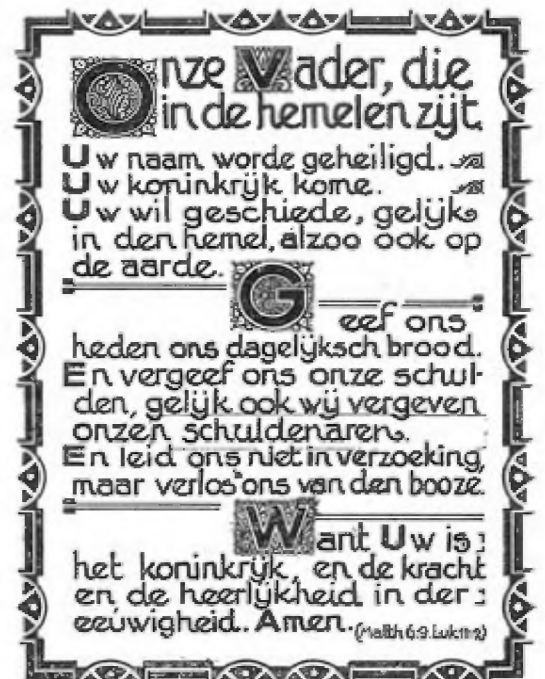 Onze Vader, die
in de hemelen zijt.
Uw naam worde geheiligd.
Uw koninkrijk kome.
Uw wil geschiede, gelijk
in den hemel, alzoo ook op
de aarde.
Geef ons
heden ons dagelijksch brood.
En vergeef ons onze schul-
den, gelijk ook wij vergeven
onzen schuldenaren.
En leid ons niet in verzoeking,
maar verlos ons van den booze.
Want Uw is
het koninkrijk, en de kracht
en de heerlijkheid in der
eeuwigheid. Amen. (Matth 6:9. Luk 11:2)